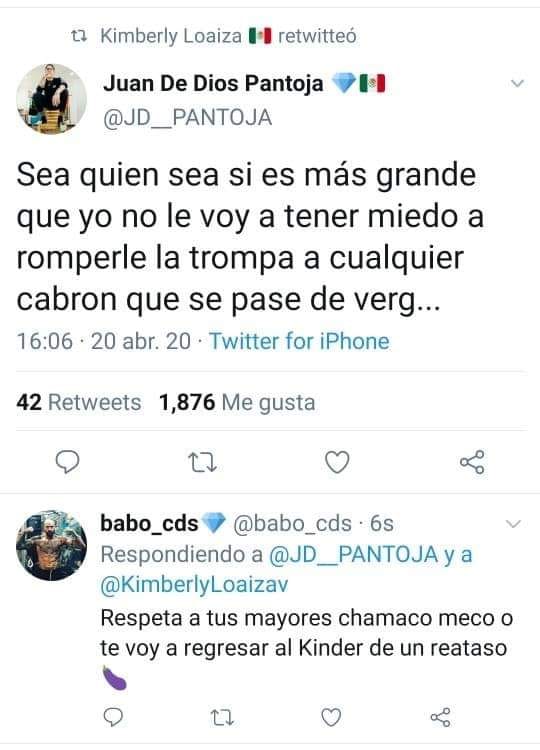 Kimberly Loaiza 🇲🇽 retwitteó
Juan De Dios Pantoja 💎🇲🇽
@JD__PANTOJA
Sea quien sea si es más grande
que yo no le voy a tener miedo a
romperle la trompa a cualquier
cabron que se pase de verg...
16:06 · 20 abr. 20 · Twitter for iPhone
42 Retweets 1,876 Me gusta
babo_cds💎 @babo_cds · 6s
Respondiendo a @JD__PANTOJA y a
@KimberlyLoaizav
Respeta a tus mayores chamaco meco o
te voy a regresar al Kinder de un reataso
🍆